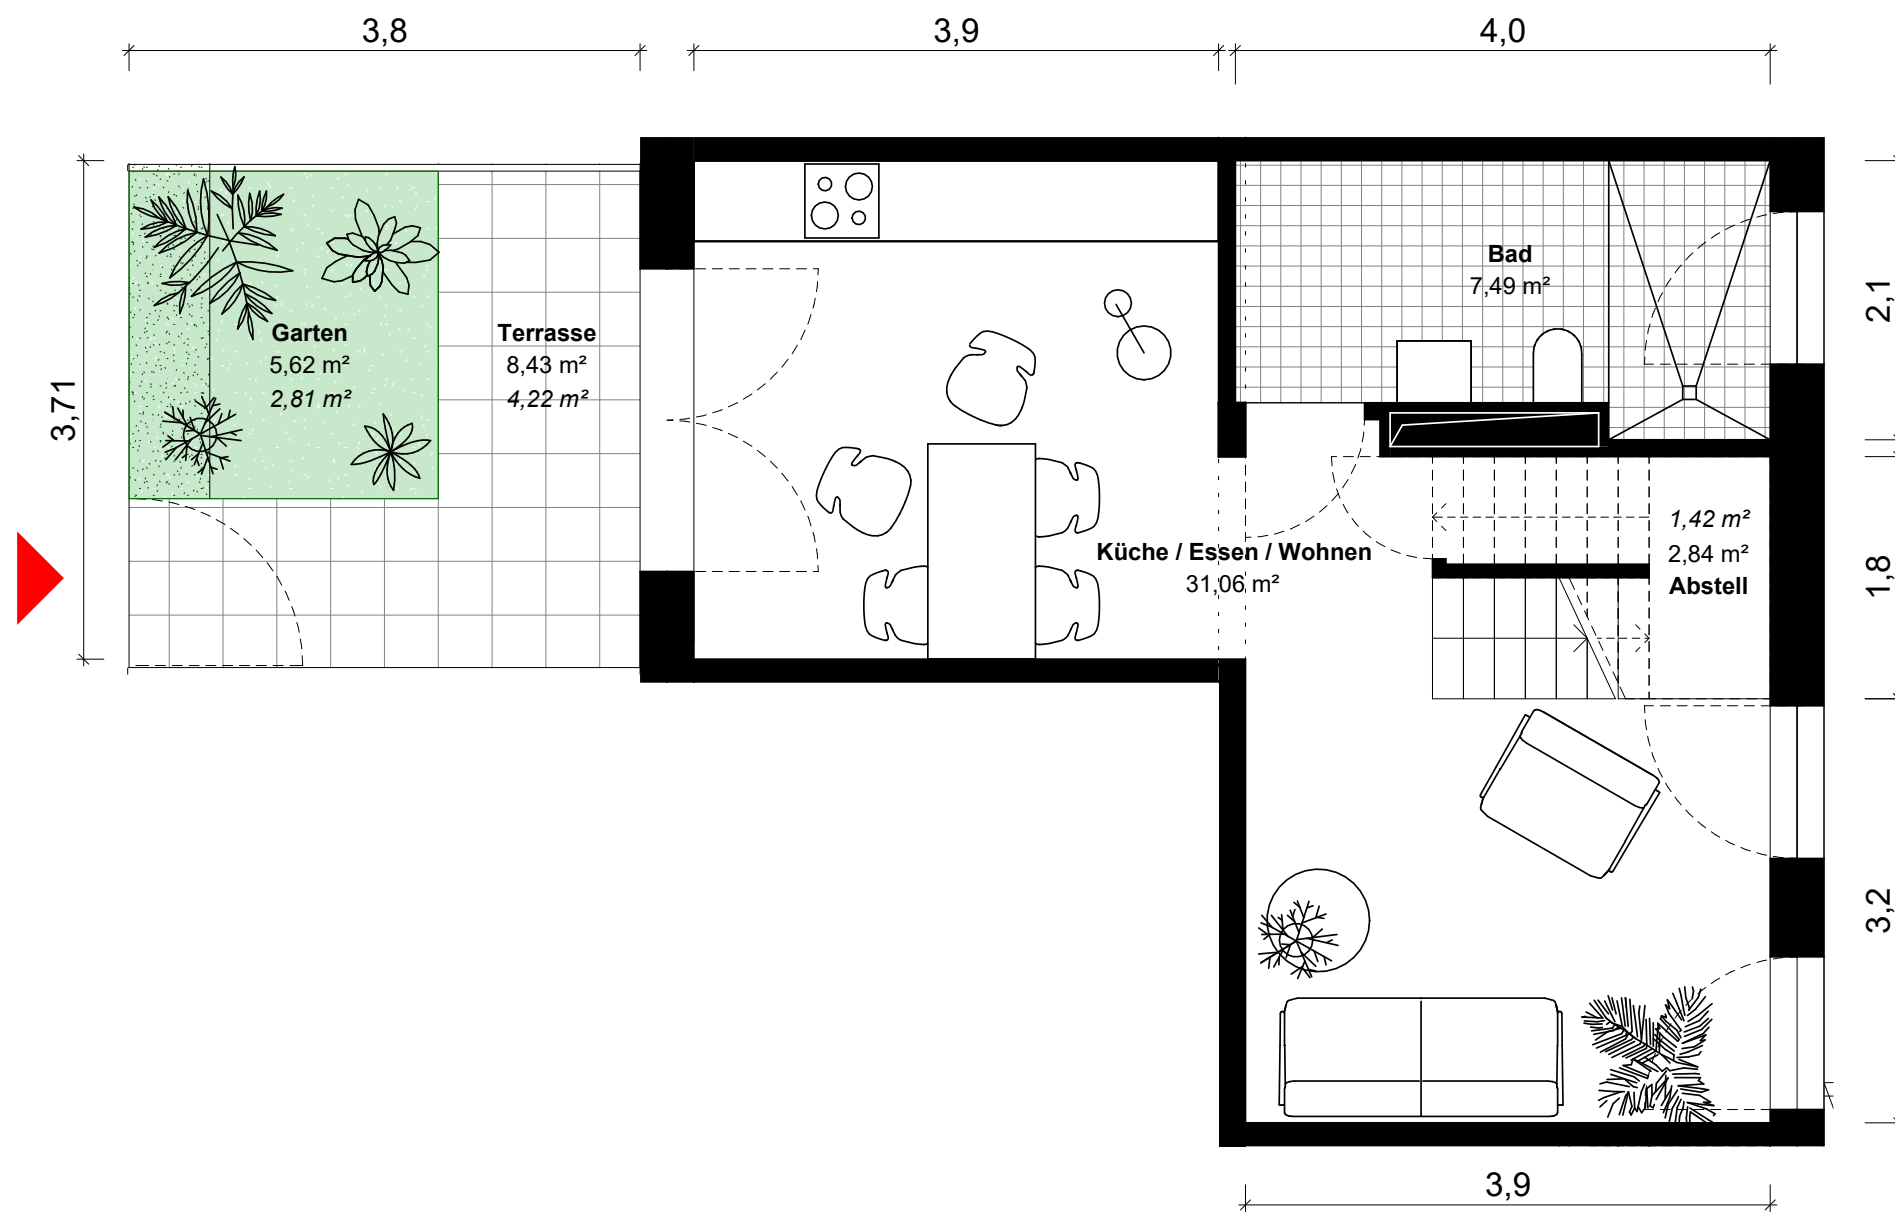 3,8
3,9
4,0
3,71
Garten
5,62 m²
2,81 m²
Terrasse
8,43 m²
4,22 m²
Bad
7,49 m²
2,1
Küche / Essen / Wohnen
31,06 m²
1,42 m²
2,84 m²
Abstell
1,8
3,2
3,9